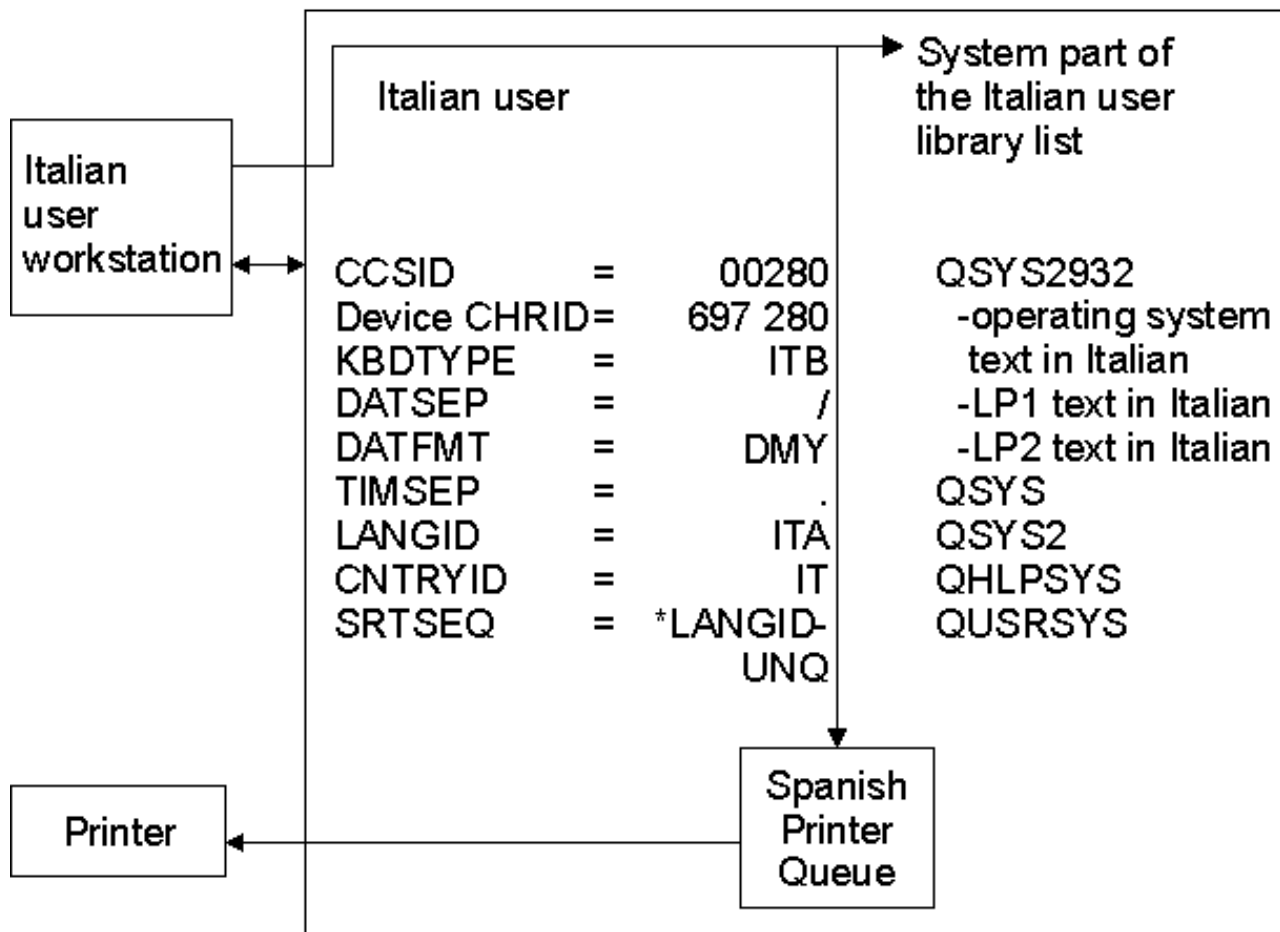 System part of
the Italian user
library list
Italian user
Italian
user
workstation
CCSID = 00280
Device CHRID= 697 280
KBDTYPE = ITB
DATSEP = /
DATFMT = DMY
TIMSEP = .
LANGID = ITA
CNTRYID = IT
SRTSEQ = *LANGID-
UNQ
QSYS2932
-operating system
text in Italian
-LP1 text in Italian
-LP2 text in Italian
QSYS
QSYS2
QHLPSYS
QUSRSYS
Spanish
Printer
Queue
Printer